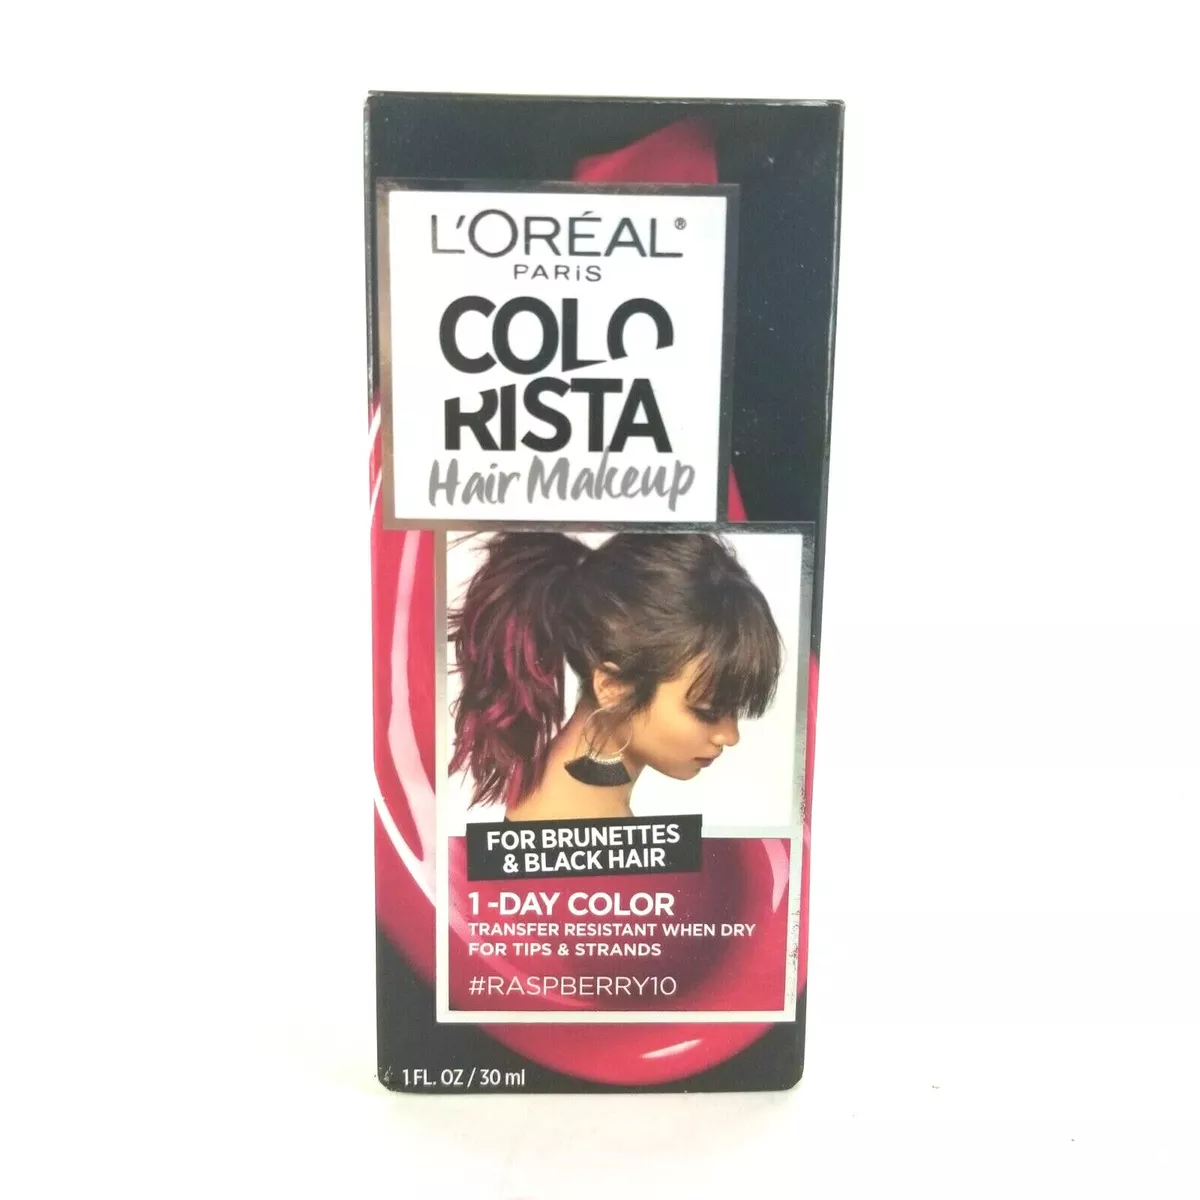 L'ORÉAL®
PARiS
COLO
RISTA
Hair Makeup
FOR BRUNETTES
& BLACK HAIR
1-DAY COLOR
TRANSFER RESISTANT WHEN DRY
FOR TIPS & STRANDS
#RASPBERRY10
1 FL. OZ / 30 ml